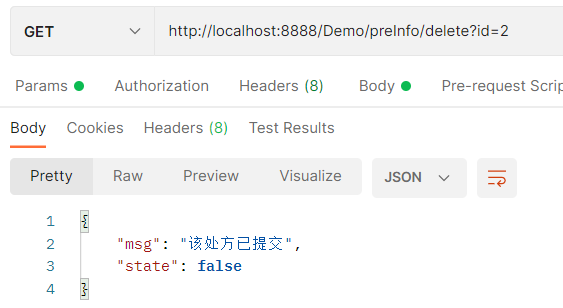 GET http://localhost:8888/Demo/preInfo/delete?id=2
Params Authorization Headers (8) Body Pre-request Scrip
Body Cookies Headers (8) Test Results
Pretty Raw Preview Visualize JSON
1 {
2 "msg": "该处方已提交",
3 "state": false
4 }